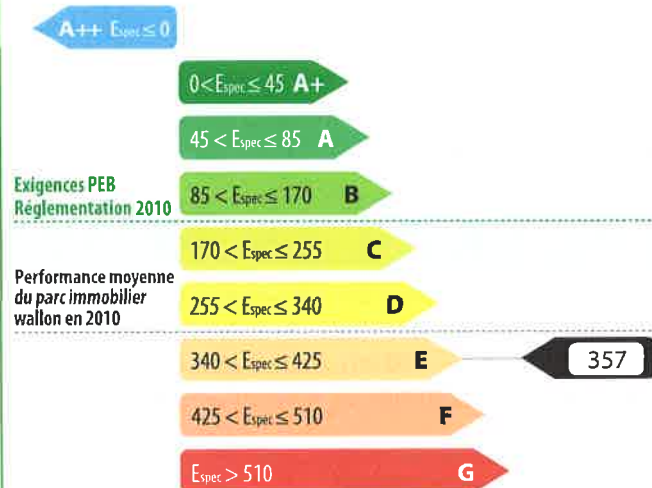 A++ Espec ≤ 0
0 < Espec ≤ 45 A+
45 < Espec ≤ 85 A
Exigences PEB
Réglementation 2010
85 < Espec ≤ 170 B
170 < Espec ≤ 255 C
Performance moyenne
du parc immobilier
wallon en 2010
255 < Espec ≤ 340 D
340 < Espec ≤ 425 E
357
425 < Espec ≤ 510 F
Espec > 510 G